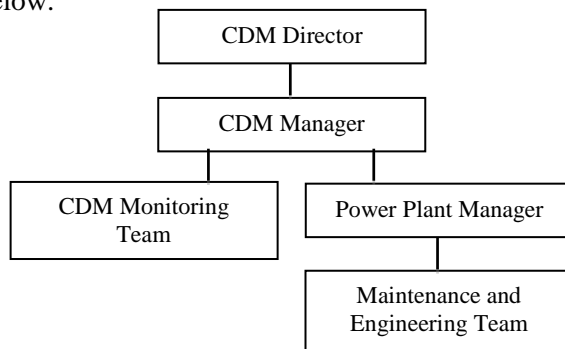 elow.
CDM Director
CDM Manager
CDM Monitoring
Team
Power Plant Manager
Maintenance and
Engineering Team